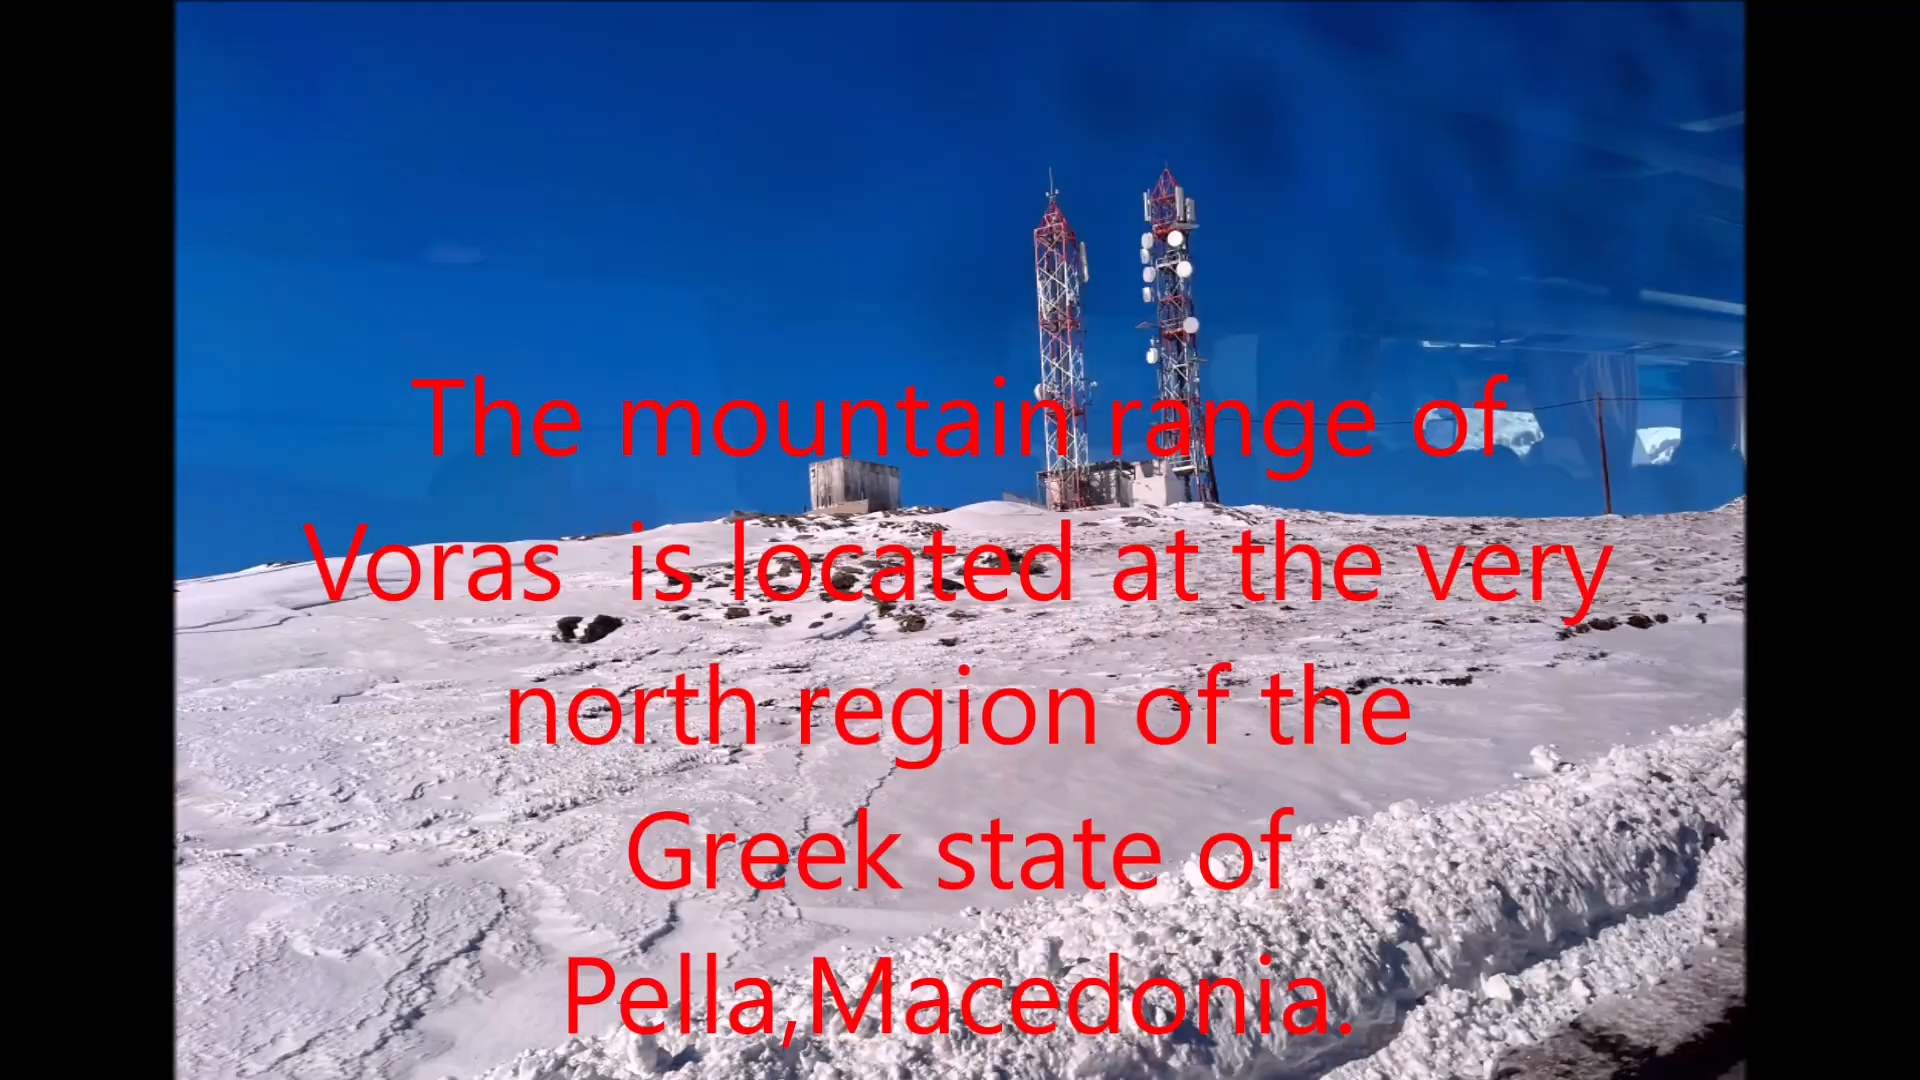 The mountain range of
Voras  is located at the very
north region of the
Greek state of
Pella,Macedonia.